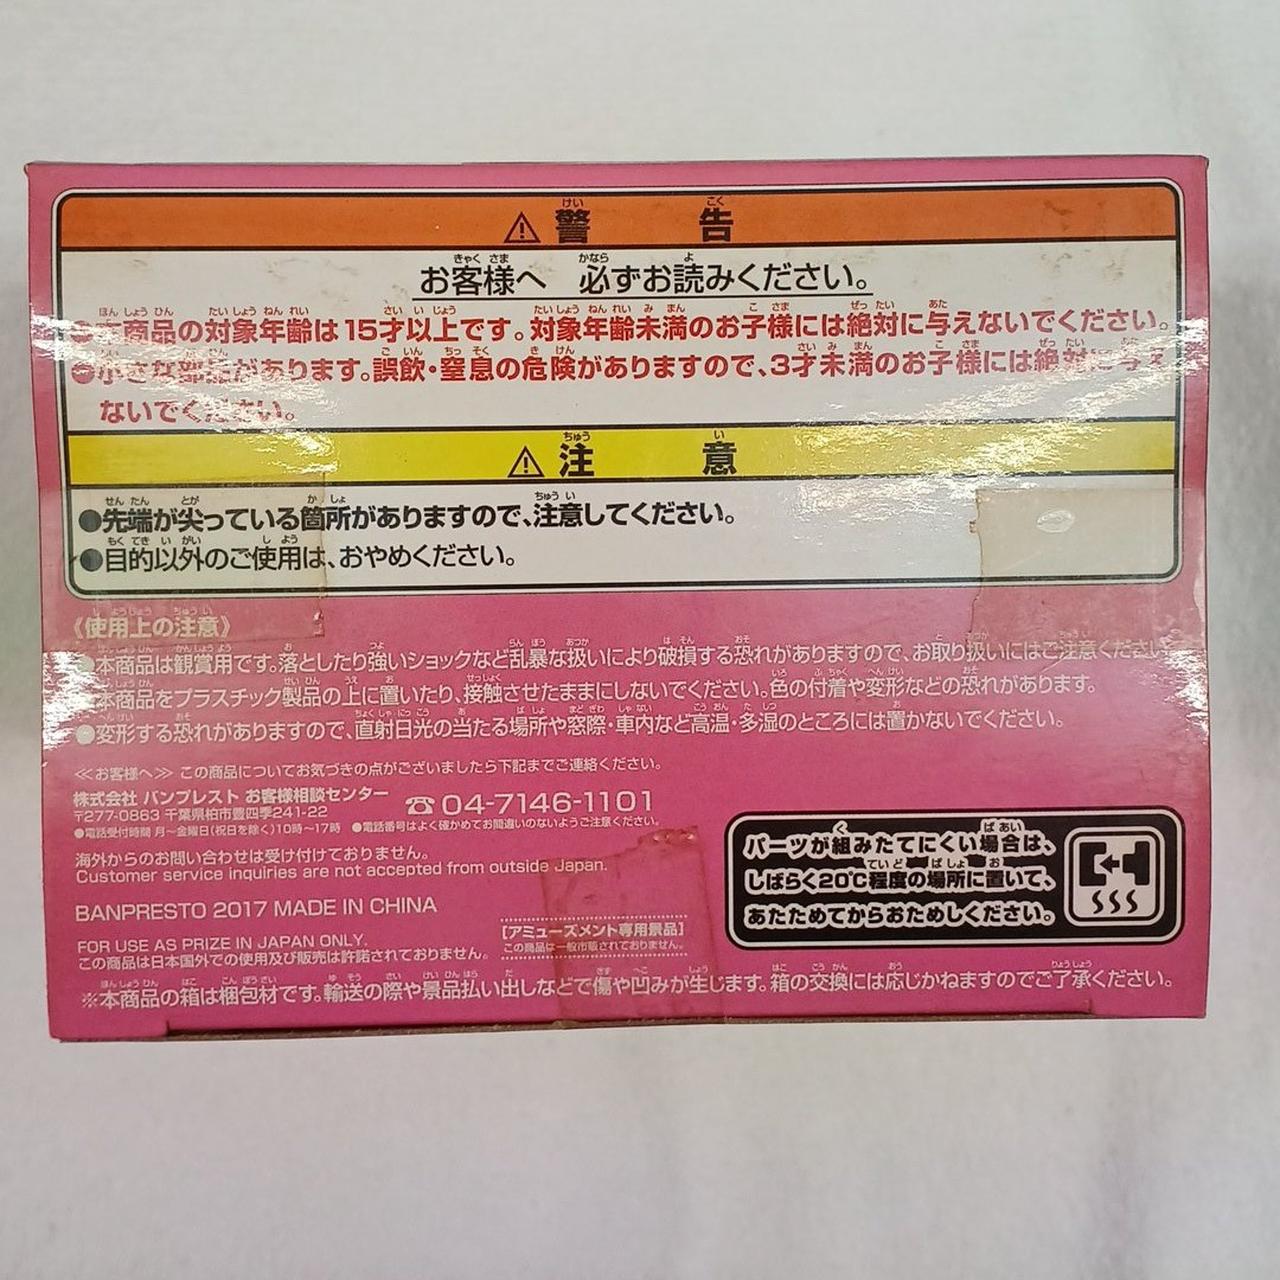 ⚠警告
お客様へ 必ずお読みください。
●本商品の対象年齢は15才以上です。対象年齢未満のお子様には絶対に与えないでください。
●小さな部品があります。誤飲・窒息の危険がありますので、3才未満のお子様には絶対に与え
ないでください。
⚠注意
●先端が尖っている箇所がありますので、注意してください。
●目的以外のご使用は、おやめください。
《使用上の注意》
●本商品は観賞用です。落としたり強いショックなど乱暴な扱いにより破損する恐れがありますので、お取り扱いにはご注意ください。
●本商品をプラスチック製品の上に置いたり、接触させたままにしないでください。色の付着や変形などの恐れがあります。
●変形する恐れがありますので、直射日光の当たる場所や窓際・車内など高温・多湿のところには置かないでください。
≪お客様へ≫ この商品についてお気づきの点がございましたら下記までご連絡ください。
株式会社 バンプレスト お客様相談センター ☎04-7146-1101
〒277-0863 千葉県柏市豊四季241-22
●電話受付時間 月〜金曜日(祝日を除く)10時〜17時 ●電話番号はよく確かめてお間違いのないようご注意ください。
海外からのお問い合わせは受け付けておりません。
Customer service inquiries are not accepted from outside Japan.
BANPRESTO 2017 MADE IN CHINA
FOR USE AS PRIZE IN JAPAN ONLY.
この商品は日本国外での使用及び販売は許諾されておりません。
[アミューズメント専用景品]
この商品は一般市販されておりません。
パーツが組みたてにくい場合は、
しばらく20℃程度の場所に置いて、
あたためてからおためしください。
※本商品の箱は梱包材です。輸送の際や景品払い出しなどで傷や凹みが生じます。箱の交換には応じかねますのでご了承ください。